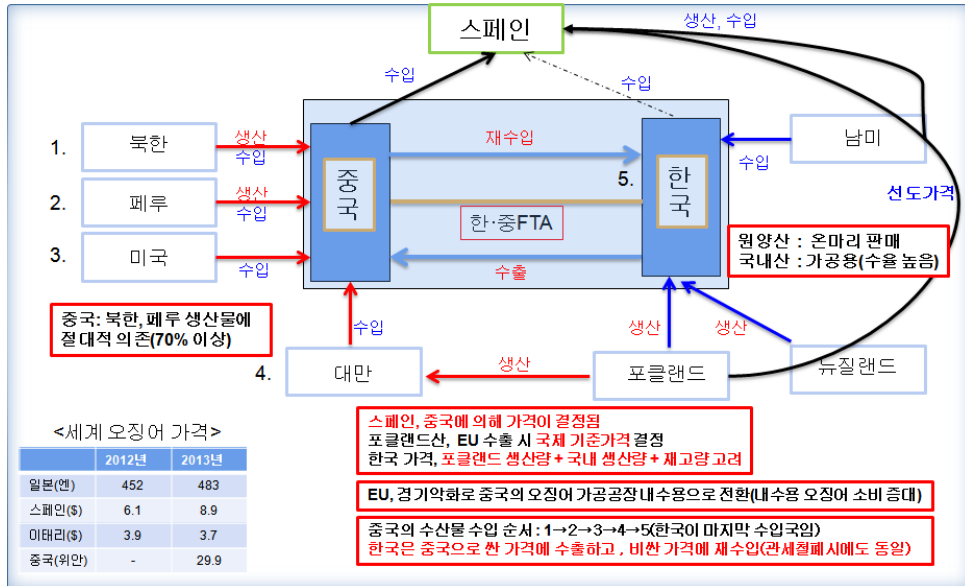 스페인
생산, 수입
수입
수입
1.
북한
생산
수입
2.
페루
생산
수입
3.
미국
수입
중국
재수입
한·중FTA
수출
5.
한국
남미
수입
선도가격
원양산 : 온마리 판매
국내산 : 가공용(수율 높음)
중국: 북한, 페루 생산물에
절대적 의존(70% 이상)
수입
생산
생산
4.
대만
생산
포클랜드
뉴질랜드
스페인, 중국에 의해 가격이 결정됨
포클랜드산, EU 수출 시 국제 기준가격 결정
한국 가격, 포클랜드 생산량 + 국내 생산량 + 재고량 고려
EU, 경기악화로 중국의 오징어 가공공장 내수용으로 전환(내수용 오징어 소비 증대)
중국의 수산물 수입 순서 : 1→2→3→4→5(한국이 마지막 수입국임)
한국은 중국으로 싼 가격에 수출하고, 비싼 가격에 재수입(관세철폐시에도 동일)
<세계 오징어 가격>
2012년 2013년
일본(엔) 452 483
스페인($) 6.1 8.9
이태리($) 3.9 3.7
중국(위안) - 29.9